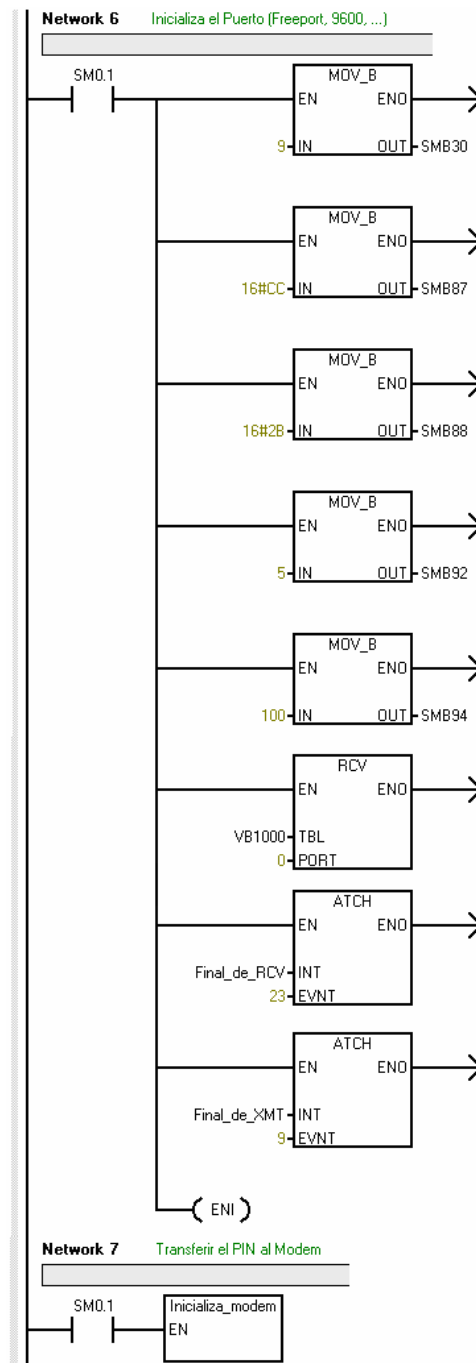 Network 6 Inicializa el Puerto (Freeport, 9600, ...)
SM0.1
MOV_B
EN ENO
9 IN OUT SMB30
MOV_B
EN ENO
16#CC IN OUT SMB87
MOV_B
EN ENO
16#2B IN OUT SMB88
MOV_B
EN ENO
5 IN OUT SMB92
MOV_B
EN ENO
100 IN OUT SMB94
RCV
EN ENO
VB1000 TBL
0 PORT
ATCH
EN ENO
Final_de_RCV INT
23 EVNT
ATCH
EN ENO
Final_de_XMT INT
9 EVNT
( ENI )
Network 7 Transferir el PIN al Modem
SM0.1
Inicializa_modem
EN